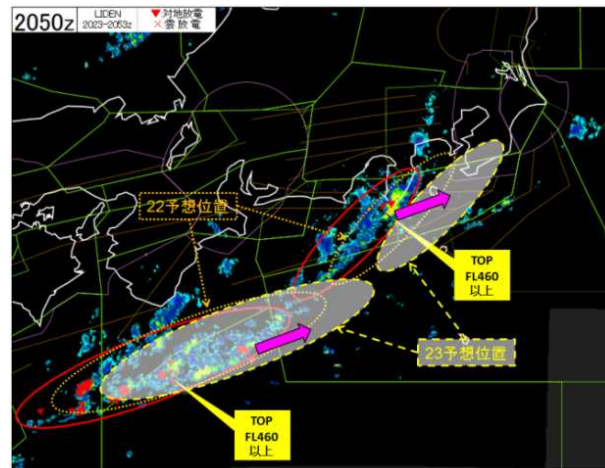 2050z
LIDEN
2023-2053z
▼対地放電
×雲放電
22予想位置
TOP
FL460
以上
23予想位置
TOP
FL460
以上